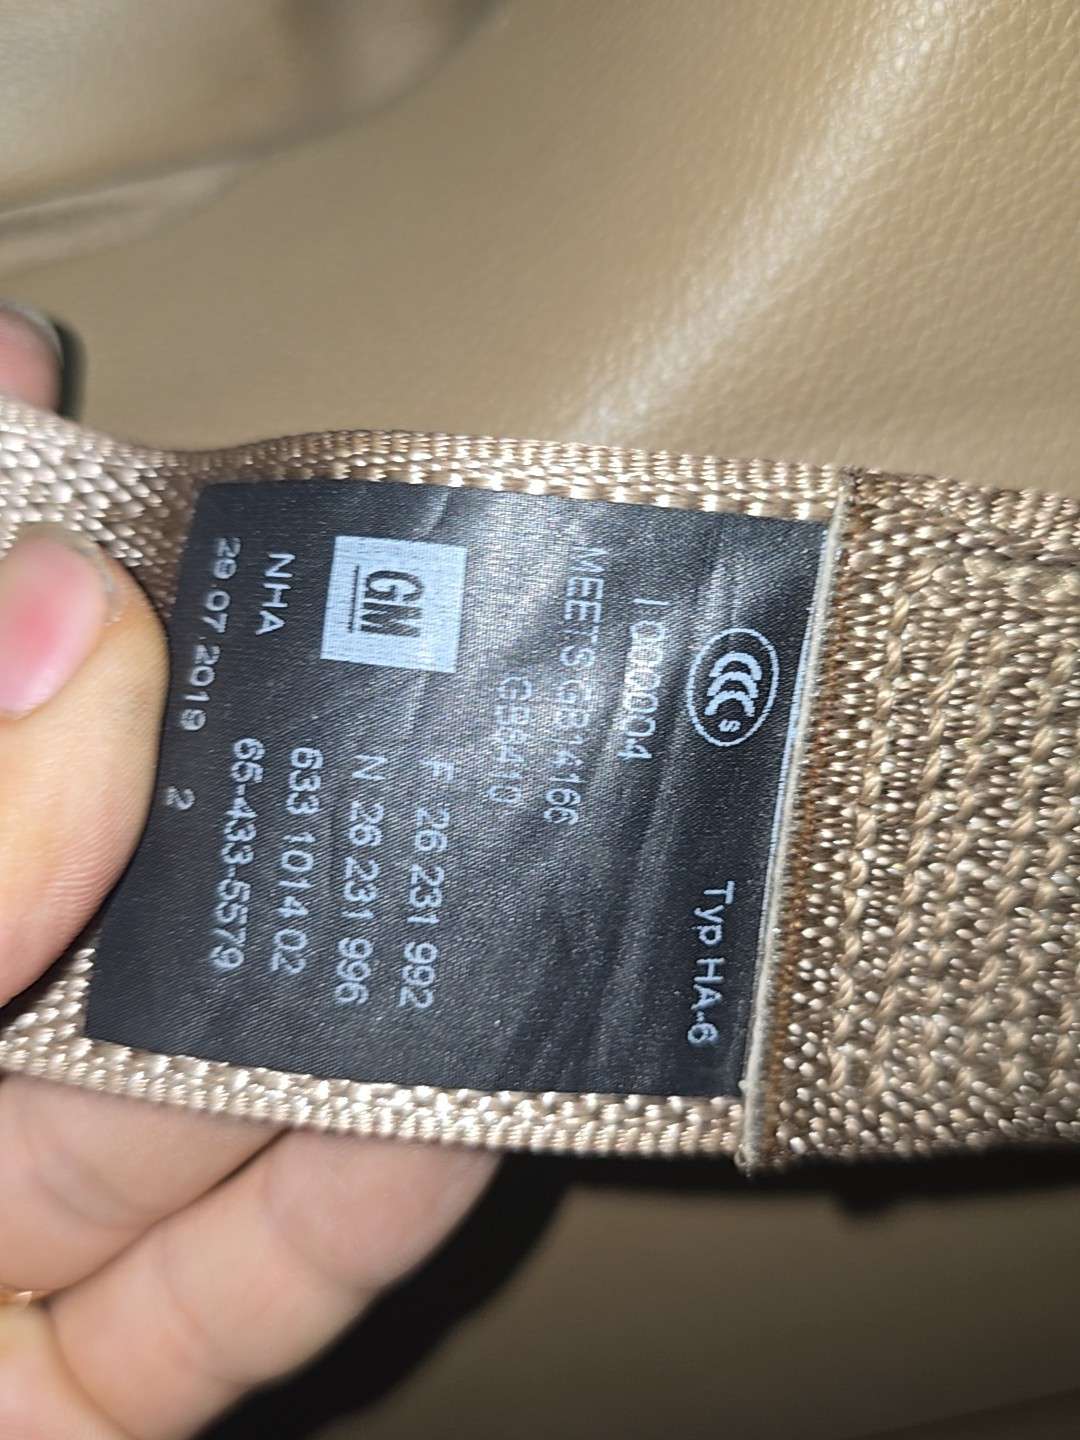 CCC S
Typ HA-6
I 000004
MEETS GB14166
GB8410
GM
F 26 231 992
N 26 231 996
NHA
633 1014 02
65-433-5579
29.07.2019 2